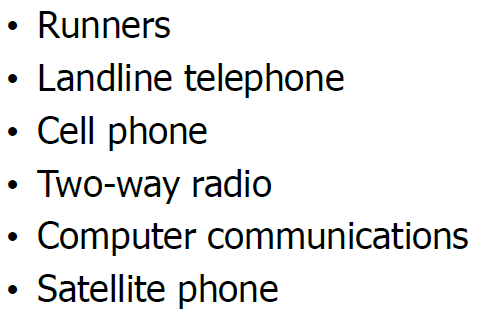 • Runners
• Landline telephone
• Cell phone
• Two-way radio
• Computer communications
• Satellite phone